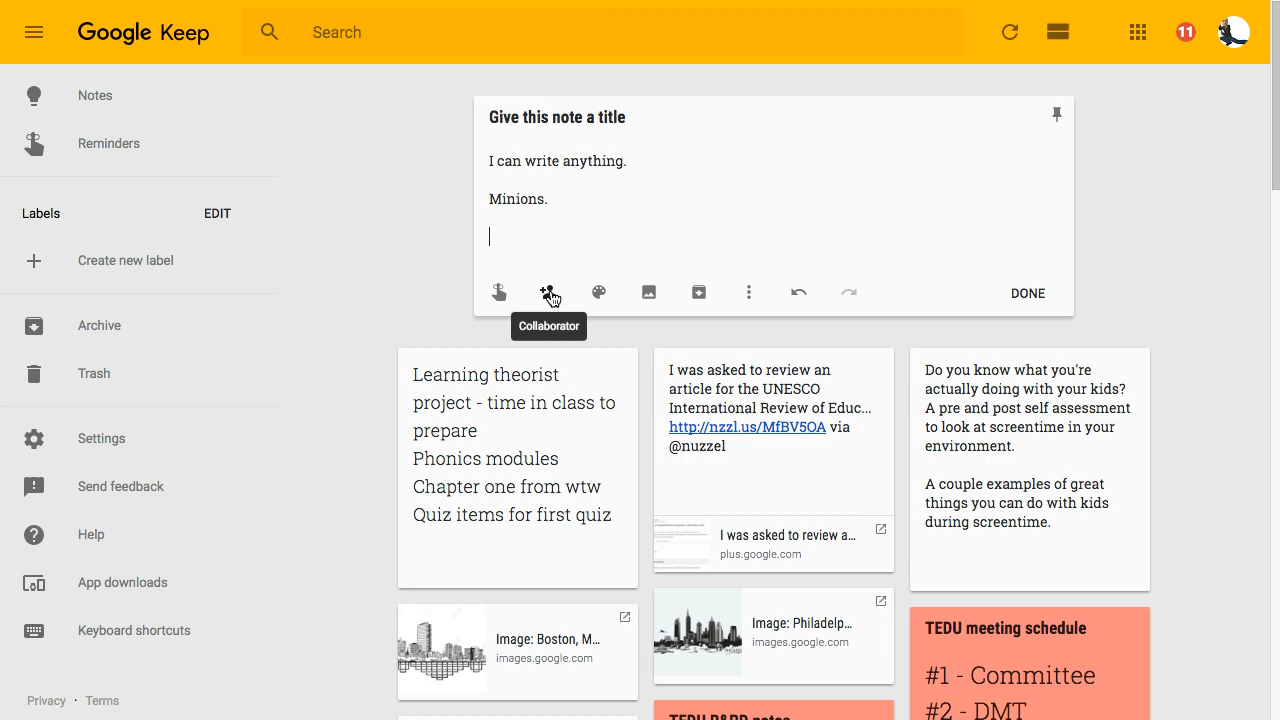 Google Keep
Search
11
Notes
Reminders
Labels
EDIT
Create new label
Archive
Trash
Settings
Send feedback
Help
App downloads
Keyboard shortcuts
Privacy · Terms
Give this note a title
I can write anything.
Minions.
DONE
Collaborator
Learning theorist
project - time in class to
prepare
Phonics modules
Chapter one from wtw
Quiz items for first quiz
Image: Boston, M...
images.google.com
I was asked to review an
article for the UNESCO
International Review of Educ...
http://nzzl.us/MfBV5OA via
@nuzzel
I was asked to review a...
plus.google.com
Image: Philadelp...
images.google.com
TEDU B&BD notes
Do you know what you're
actually doing with your kids?
A pre and post self assessment
to look at screentime in your
environment.
A couple examples of great
things you can do with kids
during screentime.
TEDU meeting schedule
#1 - Committee
#2 - DMT